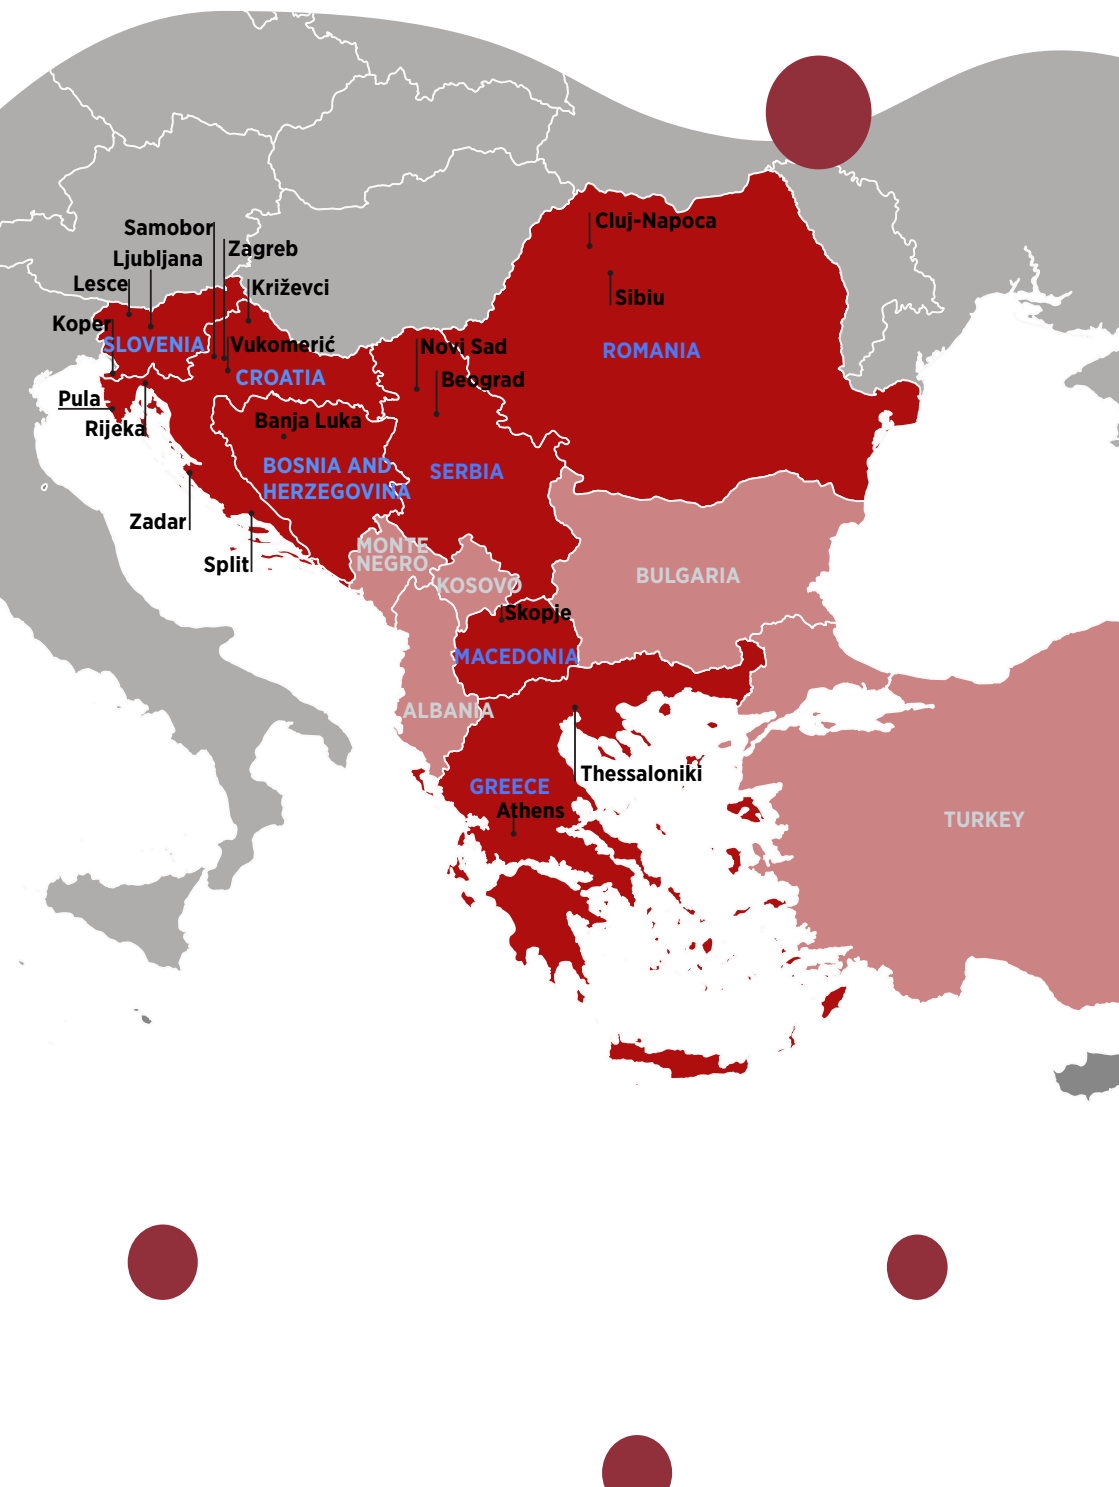 Cluj-Napoca
Samobor
Zagreb
Ljubljana
Lesce
Križevci
Sibiu
Koper
SLOVENIA
Vukomerić
Novi Sad
ROMANIA
CROATIA
Beograd
Pula
Rijeka
Banja Luka
BOSNIA AND
HERZEGOVINA
SERBIA
Zadar
MONTE
NEGRO
Split
KOSOVO
BULGARIA
Skopje
MACEDONIA
ALBANIA
Thessaloniki
GREECE
Athens
TURKEY